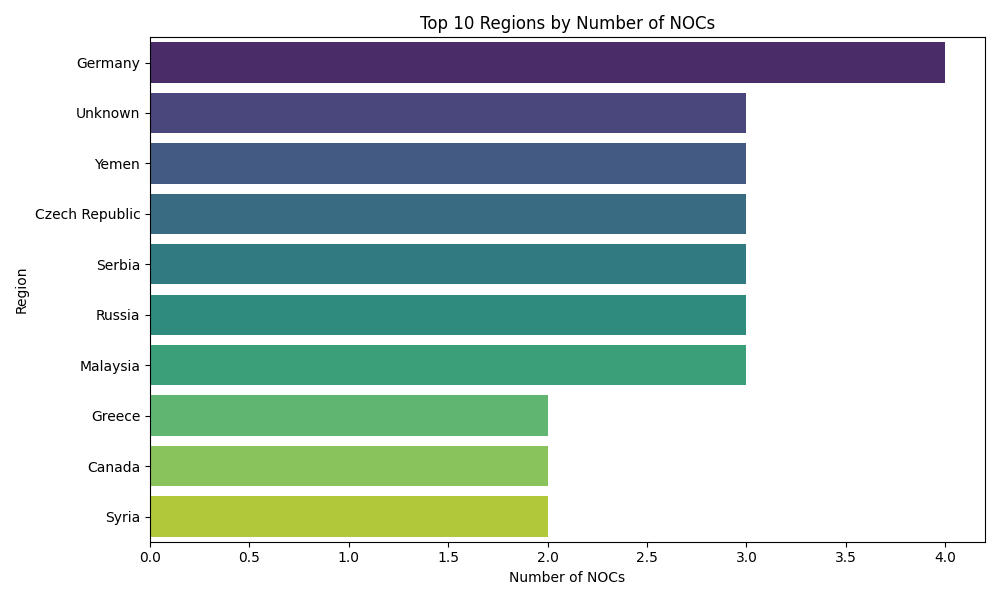 Top 10 Regions by Number of NOCs
Germany
Unknown
Yemen
Czech Republic
Serbia
Russia
Malaysia
Greece
Canada
Syria
Region
0.0 0.5 1.0 1.5 2.0 2.5 3.0 3.5 4.0
Number of NOCs